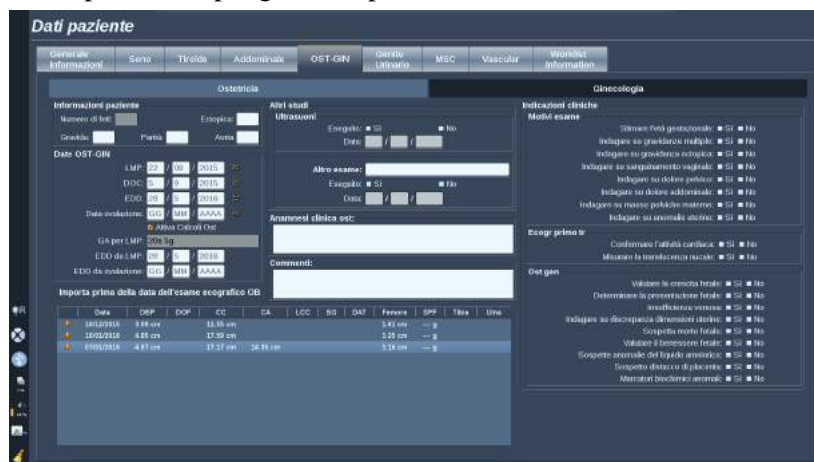 Dati paziente
Generale Informazioni Seno Tiroide Addominale OST-GIN Genito Urinario MSC Vascular Worklist Information
Ostetricia Ginecologia
Informazioni paziente
Numero di feti: Ectopica:
Gravida: Parità: Aorta
Date OST-GIN
LMP: 22 / 08 / 2015
DOC: 5 / 9 / 2015
EDD: 28 / 5 / 2016
Data ovulazione: GG / MM / AAAA
Attiva Calcoli Ost
GA per LMP: 20s 5g
EDD da LMP: 28 / 5 / 2016
EDD da ovulazione: GG / MM / AAAA
Altri studi
Ultrasuoni
Eseguito: Sì No
Data: / /
Altro esame:
Eseguito: Sì No
Data: / /
Anamnesi clinica ost:
Commenti:
Indicazioni cliniche
Motivi esame
Stimare l'età gestazionale: Sì No
Indagare su gravidanze multiple: Sì No
Indagare su gravidanza ectopica: Sì No
Indagare su sanguinamento vaginale: Sì No
Indagare su dolore pelvico: Sì No
Indagare su dolore addominale: Sì No
Indagare su masse pelviche materne: Sì No
Indagare su anomalie uterine: Sì No
Ecogr primo tr
Confermare l'attività cardiaca: Sì No
Misurare la translucenza nucale: Sì No
Ost gen
Valutare la crescita fetale: Sì No
Determinare la presentazione fetale: Sì No
Insufficienza venosa: Sì No
Indagare su discrepanza dimensioni uterine: Sì No
Sospetta morte fetale: Sì No
Valutare il benessere fetale: Sì No
Sospette anomalie del liquido amniotico: Sì No
Sospetto distacco di placenta: Sì No
Marcatori biochimici anomali: Sì No
Importa prima della data dell'esame ecografico OB
Data DBP DOF CC CA LCC SG DAT Femore SPF Tibia Ulna